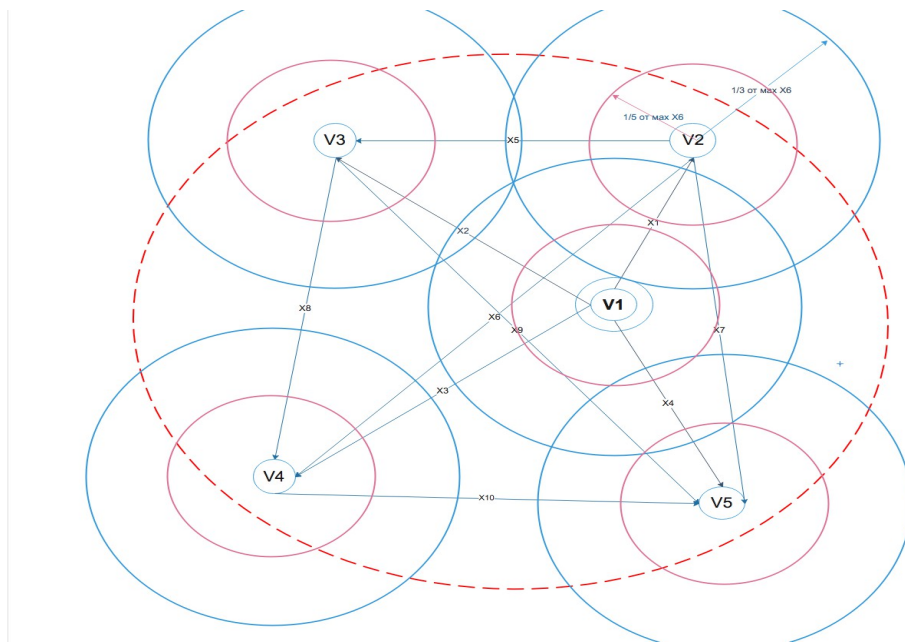 1/3 от мах X6
1/5 от мах X6
V3
X5
V2
X2
X1
V1
X8
X6
X9
X7
X3
X4
V4
X10
V5